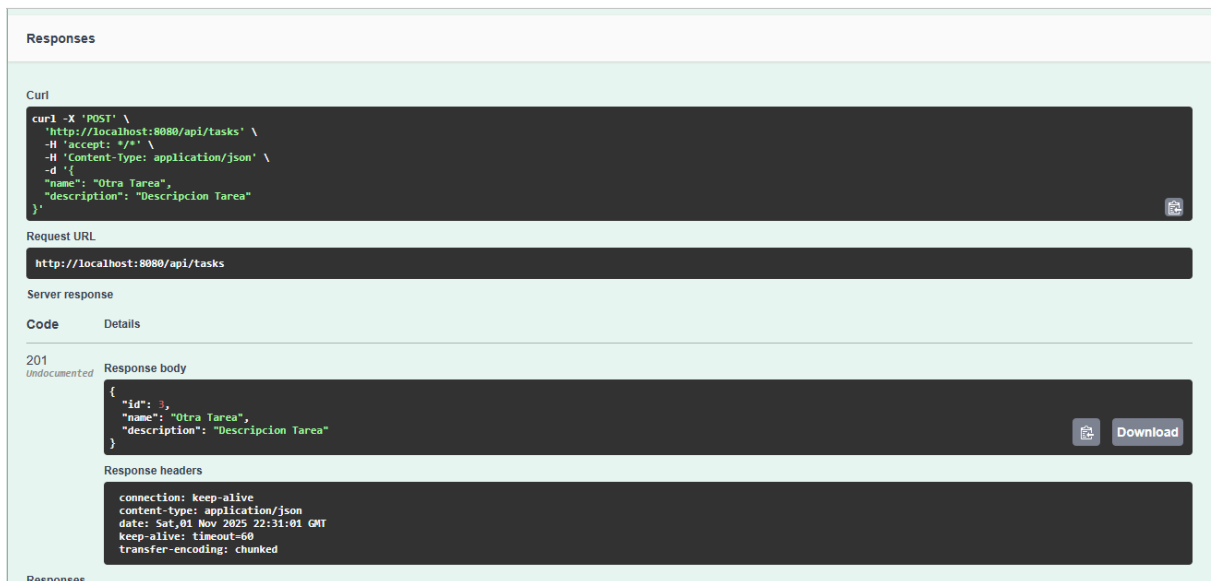 Responses
Curl
curl -X 'POST' \
  'http://localhost:8080/api/tasks' \
  -H 'accept: */*' \
  -H 'Content-Type: application/json' \
  -d '{
  "name": "Otra Tarea",
  "description": "Descripcion Tarea"
}'
Request URL
http://localhost:8080/api/tasks
Server response
Code Details
201
Undocumented
Response body
{
  "id": 3,
  "name": "Otra Tarea",
  "description": "Descripcion Tarea"
}
Download
Response headers
connection: keep-alive
content-type: application/json
date: Sat,01 Nov 2025 22:31:01 GMT
keep-alive: timeout=60
transfer-encoding: chunked
Responses